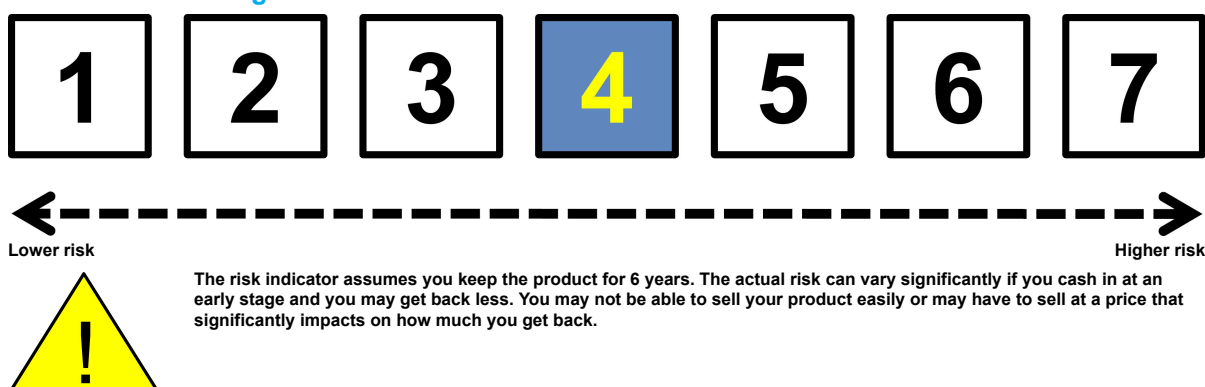 1 2 3 4 5 6 7
Lower risk Higher risk
The risk indicator assumes you keep the product for 6 years. The actual risk can vary significantly if you cash in at an
early stage and you may get back less. You may not be able to sell your product easily or may have to sell at a price that
significantly impacts on how much you get back.
!